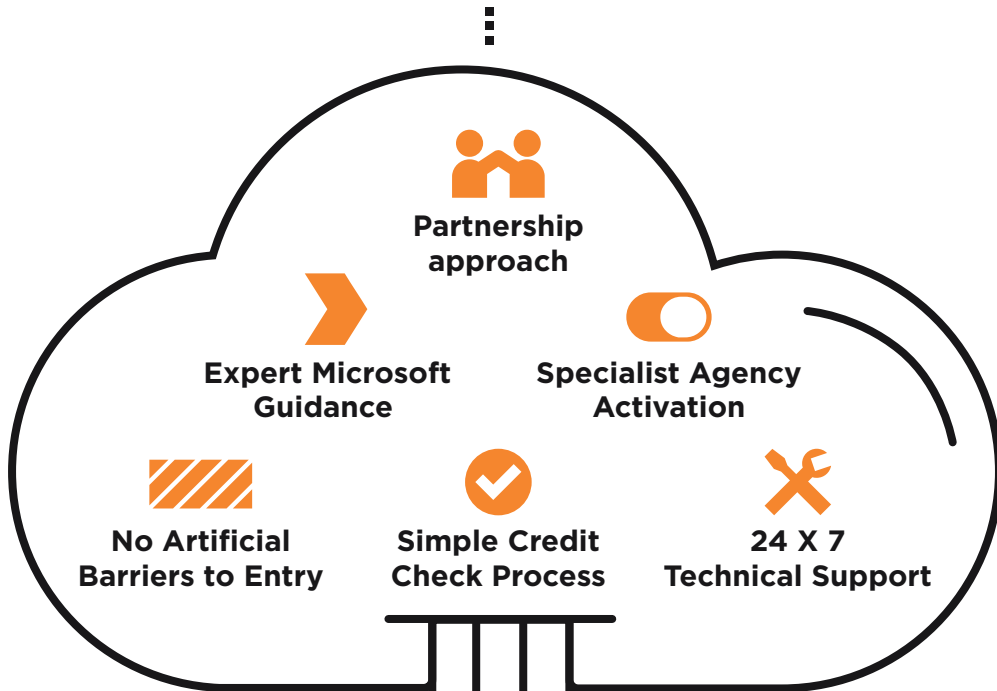 Partnership
approach
Expert Microsoft
Guidance
Specialist Agency
Activation
No Artificial
Barriers to Entry
Simple Credit
Check Process
24 X 7
Technical Support